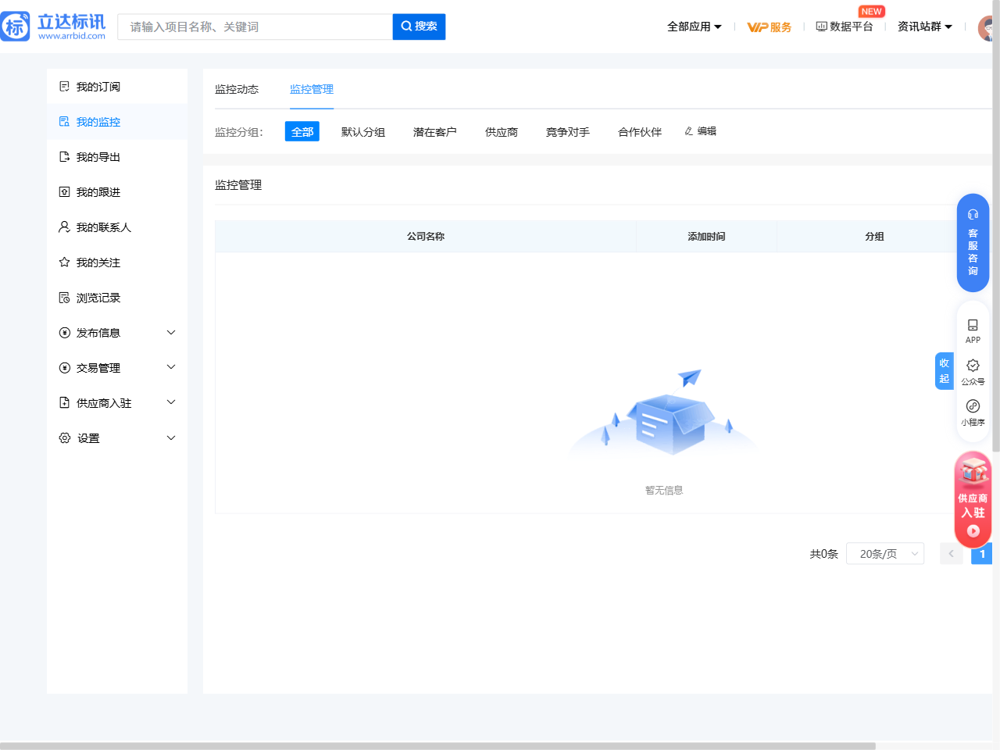 标
立达标讯
www.arrbid.com
请输入项目名称、关键词
搜索
全部应用
VIP服务
数据平台
NEW
资讯站群
我的订阅
我的监控
我的导出
我的跟进
我的联系人
我的关注
浏览记录
发布信息
交易管理
供应商入驻
设置
监控动态
监控管理
监控分组：
全部
默认分组
潜在客户
供应商
竞争对手
合作伙伴
编辑
监控管理
公司名称
添加时间
分组
暂无信息
共0条
20条/页
1
客服咨询
收起
APP
公众号
小程序
供应商
入驻